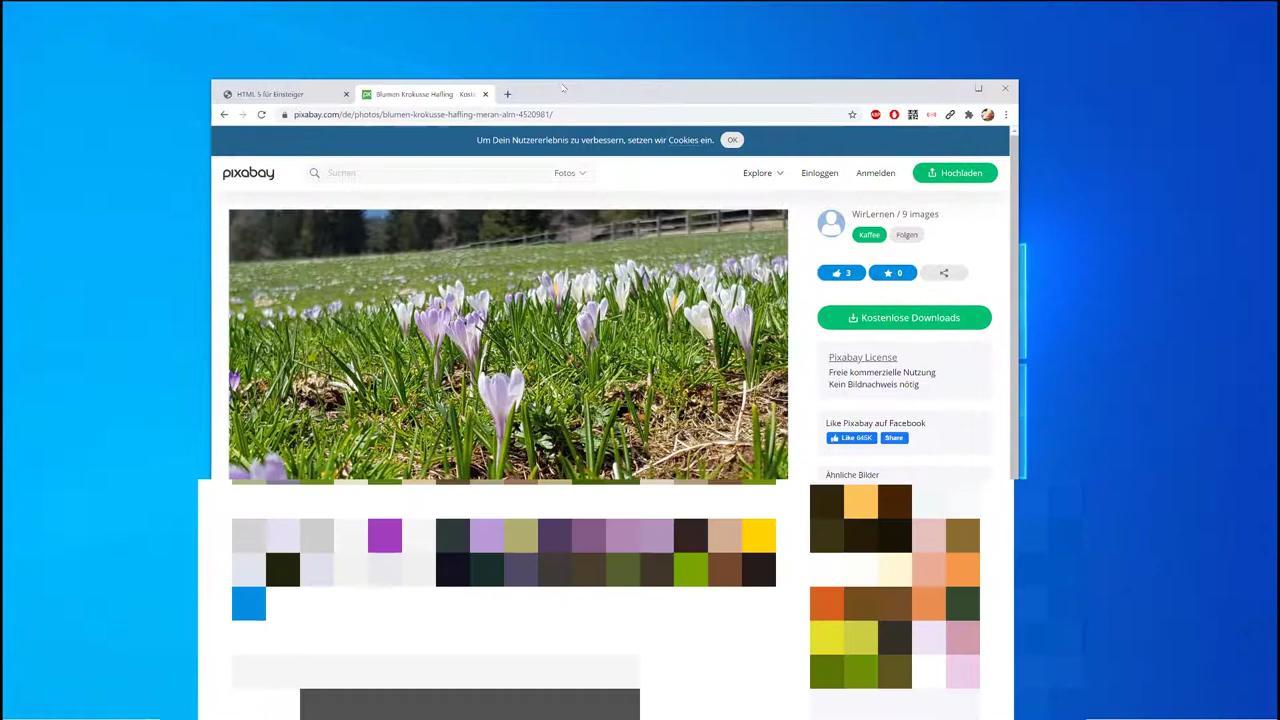 HTML 5 für Einsteiger
Blumen Krokusse Hafling - Koste
pixabay.com/de/photos/blumen-krokusse-hafling-meran-alm-4520981/
Um Dein Nutzererlebnis zu verbessern, setzen wir Cookies ein. OK
pixabay
Suchen
Fotos
Explore
Einloggen
Anmelden
Hochladen
WirLernen / 9 images
Kaffee
Folgen
3
0
Kostenlose Downloads
Pixabay License
Freie kommerzielle Nutzung
Kein Bildnachweis nötig
Like Pixabay auf Facebook
Like 645K
Share
Ähnliche Bilder